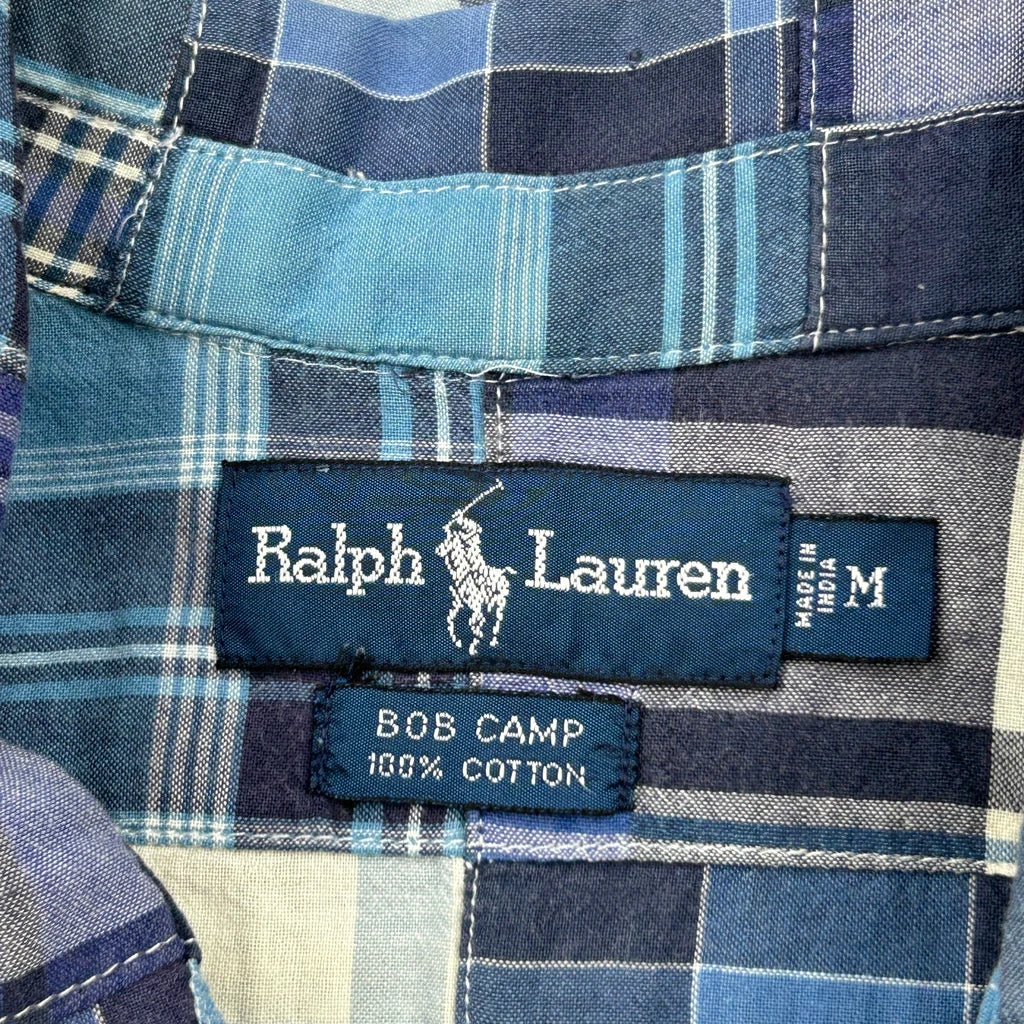 Ralph Lauren
MADE IN
INDIA
M
BOB CAMP
100% COTTON